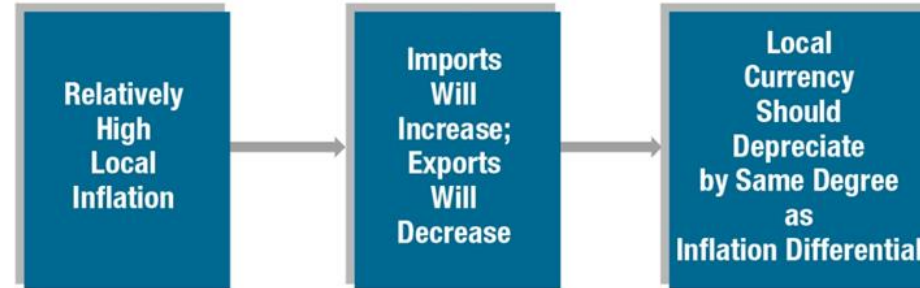 Relatively
High
Local
Inflation
Imports
Will
Increase;
Exports
Will
Decrease
Local
Currency
Should
Depreciate
by Same Degree
as
Inflation Differential